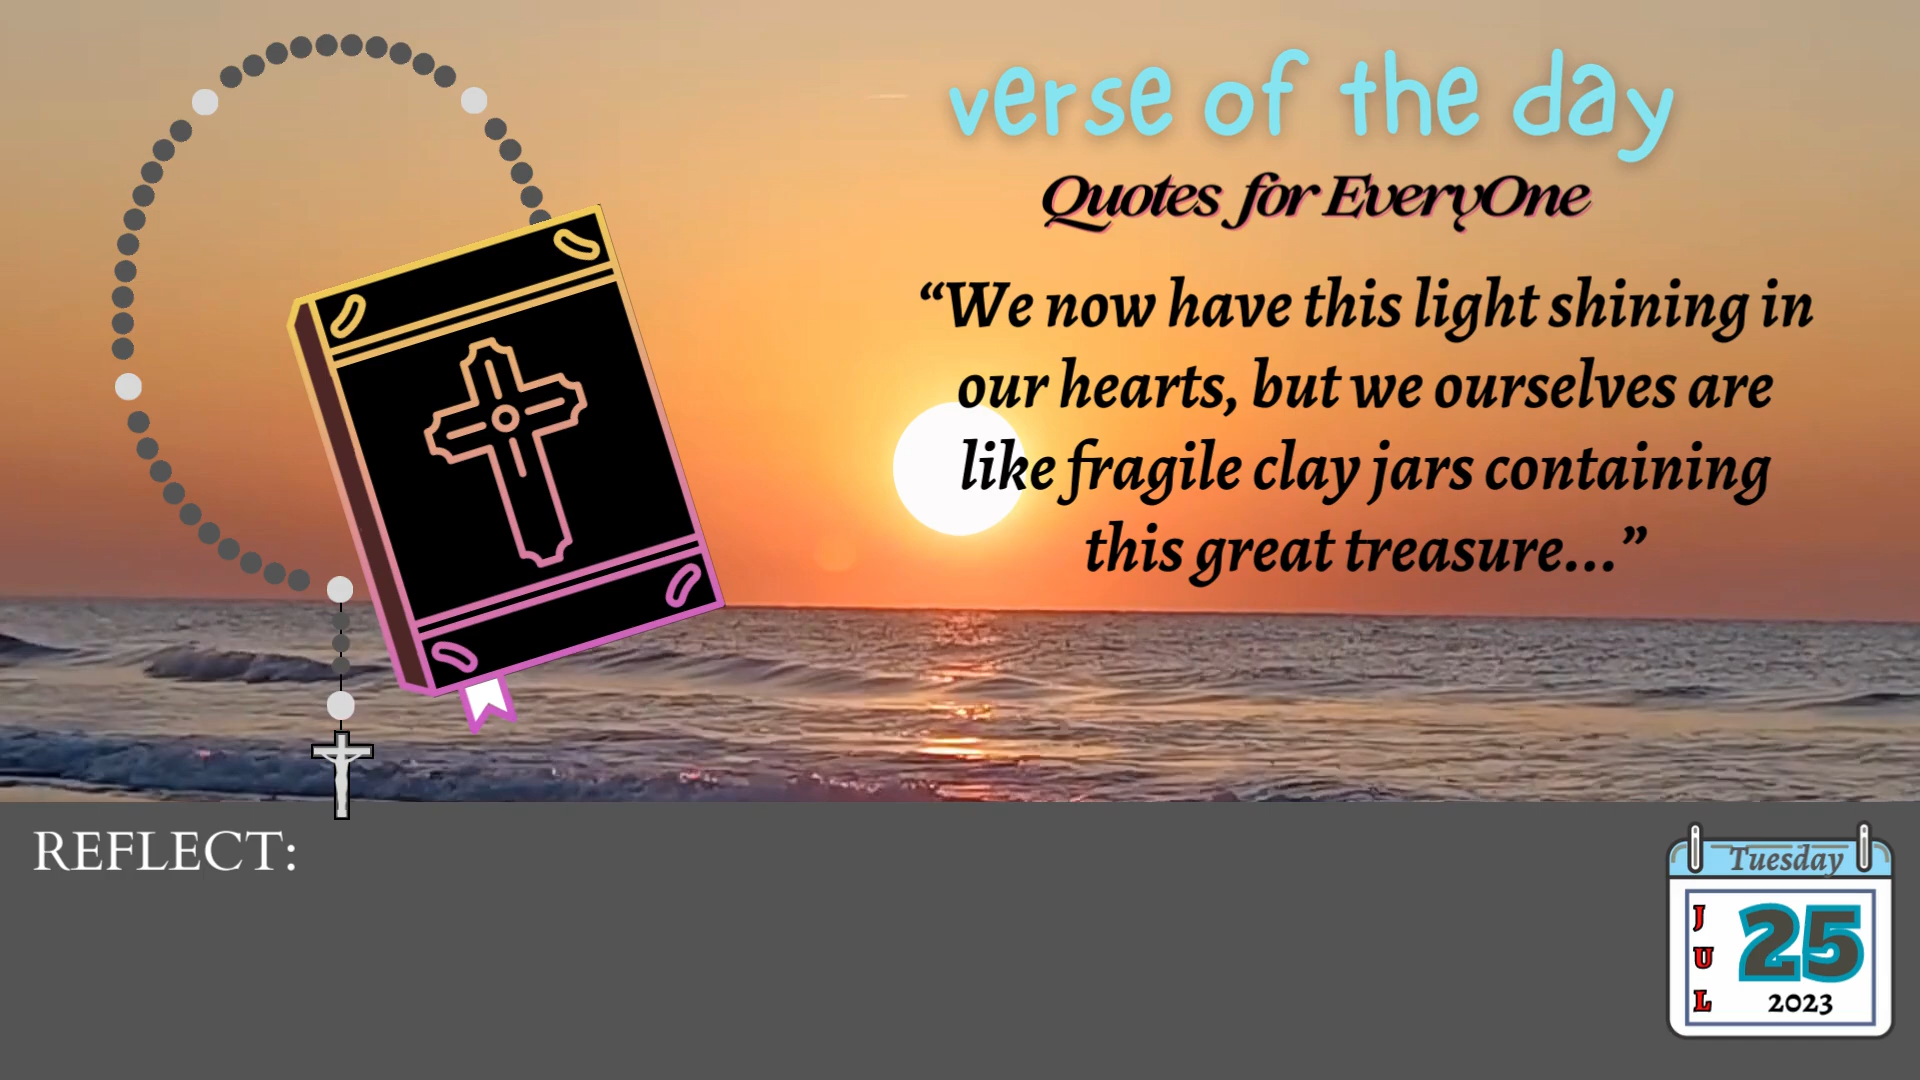 verse of the day
Quotes for EveryOne
“We now have this light shining in
our hearts, but we ourselves are
like fragile clay jars containing
this great treasure...”
REFLECT:
Tuesday
JUL
25
2023